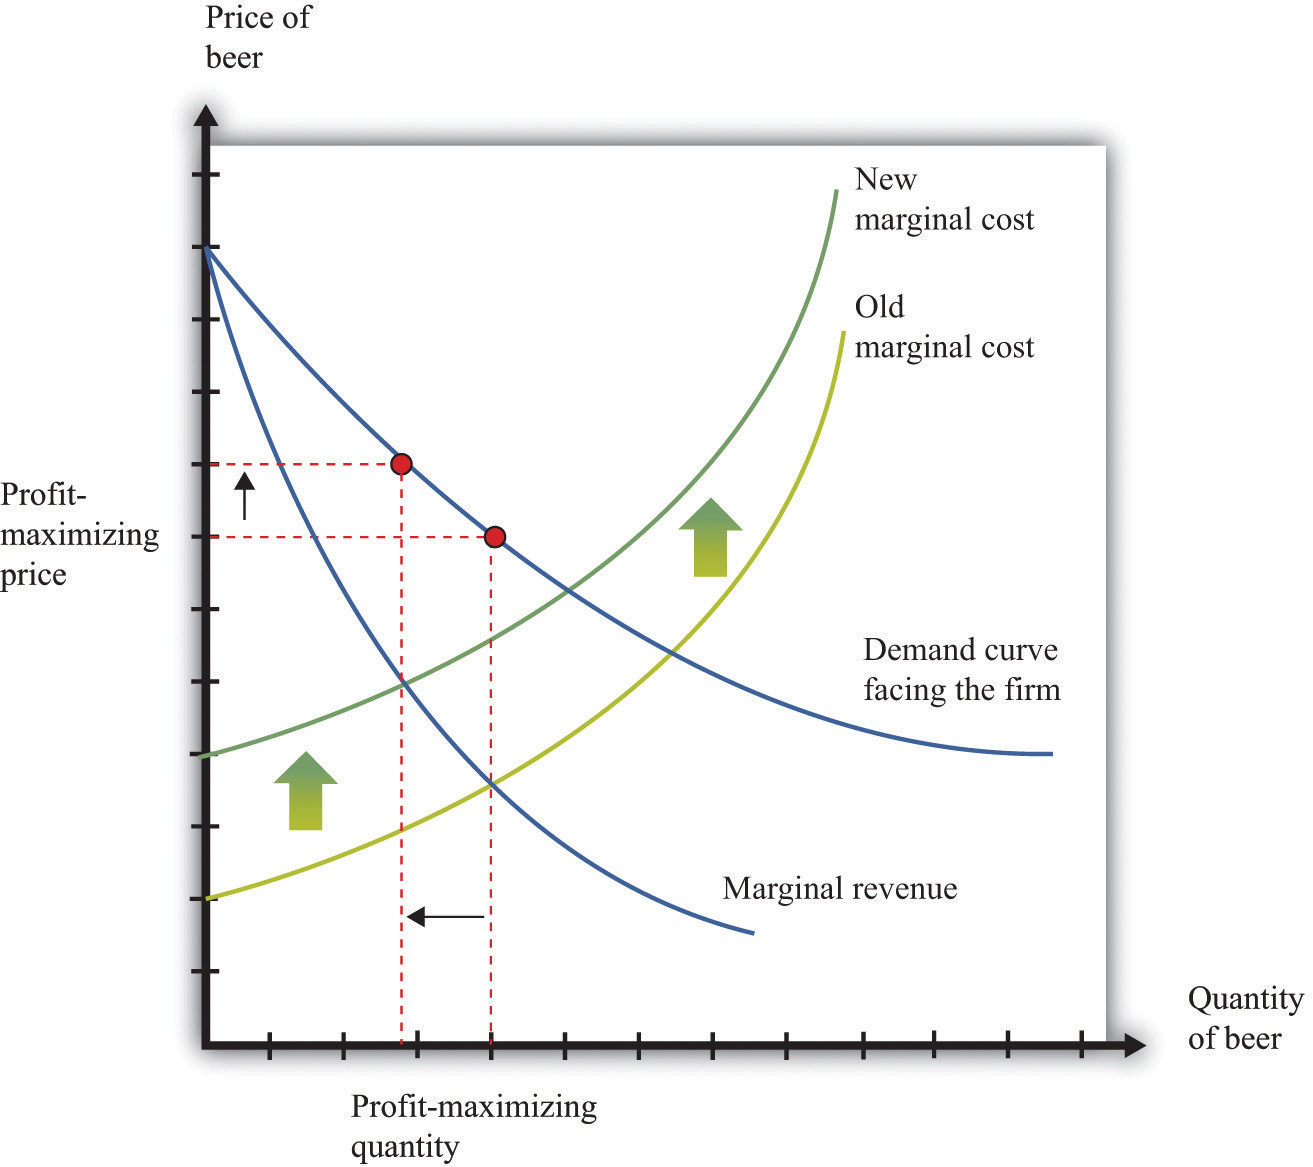 Price of
beer
New
marginal cost
Old
marginal cost
Profit-
maximizing
price
Demand curve
facing the firm
Marginal revenue
Quantity
of beer
Profit-maximizing
quantity